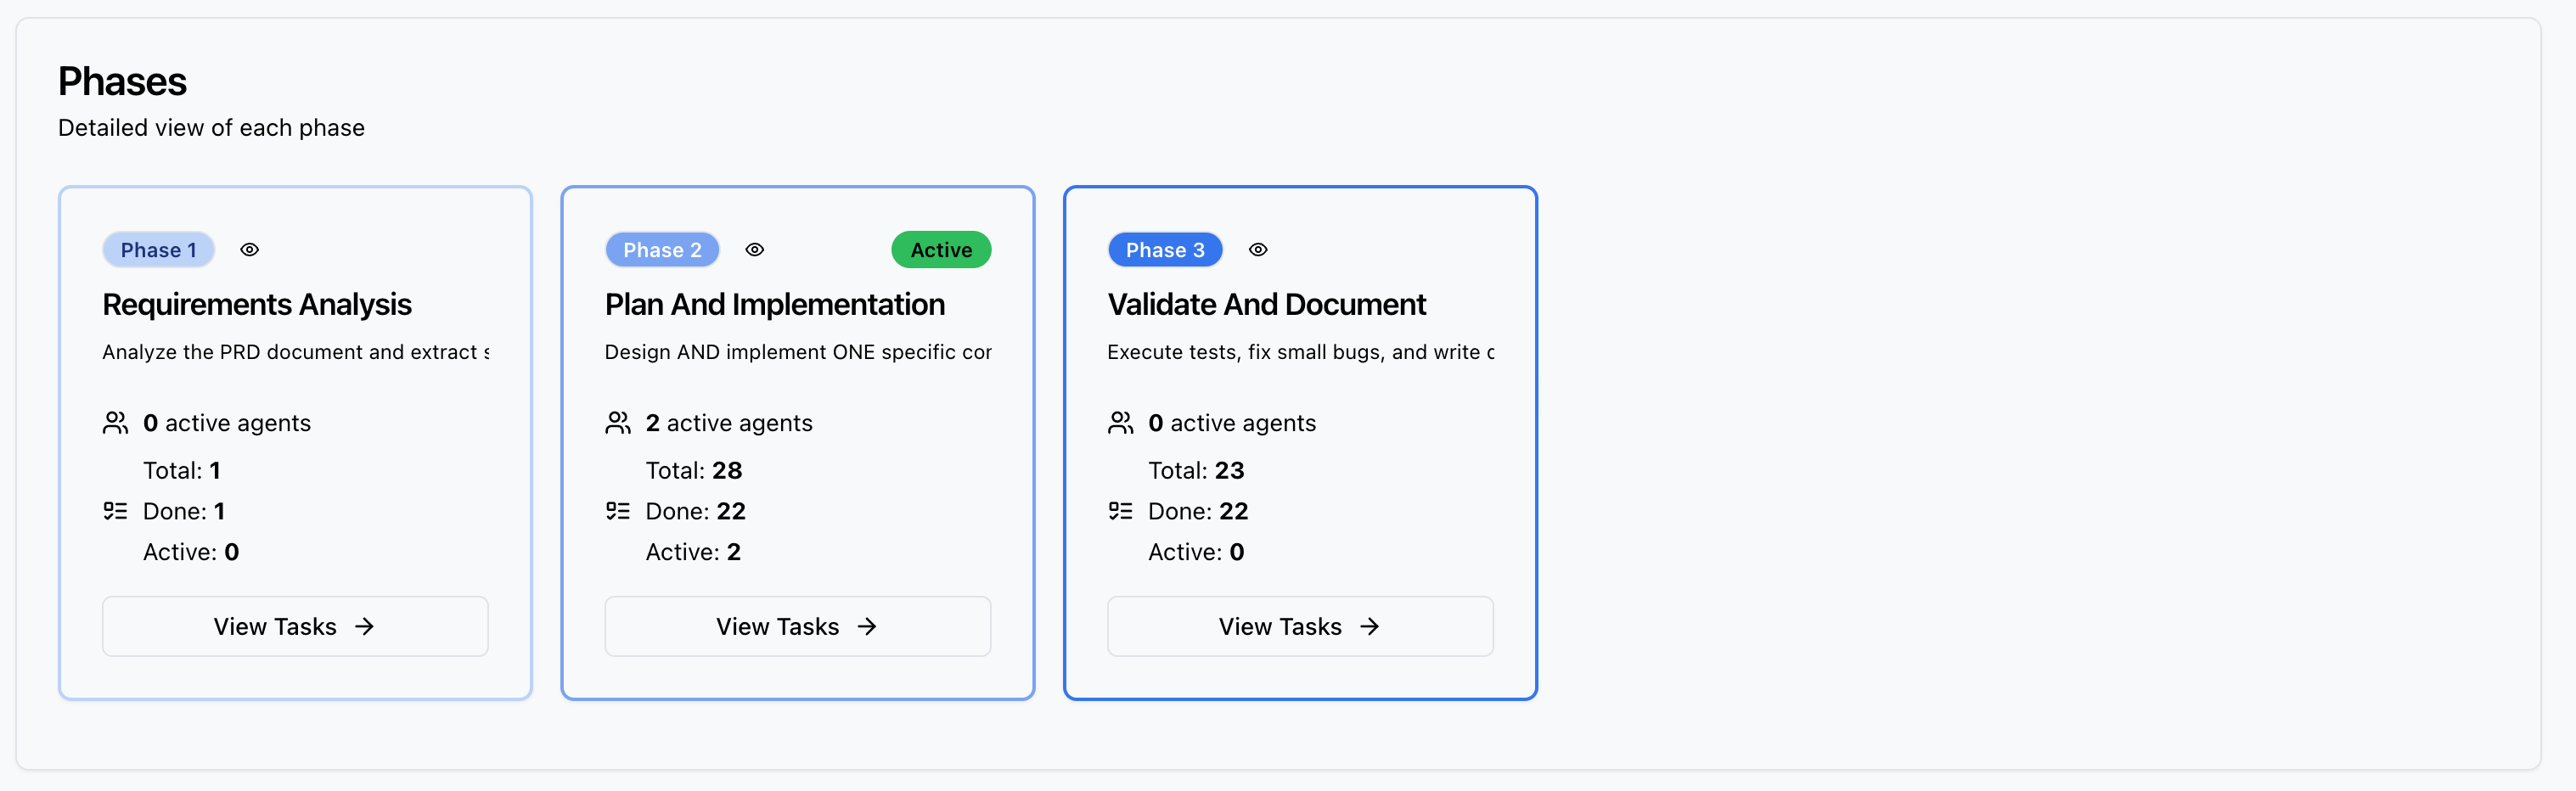 Phases
Detailed view of each phase
Phase 1
Requirements Analysis
Analyze the PRD document and extract
0 active agents
Total: 1
Done: 1
Active: 0
View Tasks
Phase 2
Active
Plan And Implementation
Design AND implement ONE specific
2 active agents
Total: 28
Done: 22
Active: 2
View Tasks
Phase 3
Validate And Document
Execute tests, fix small bugs, and write
0 active agents
Total: 23
Done: 22
Active: 0
View Tasks